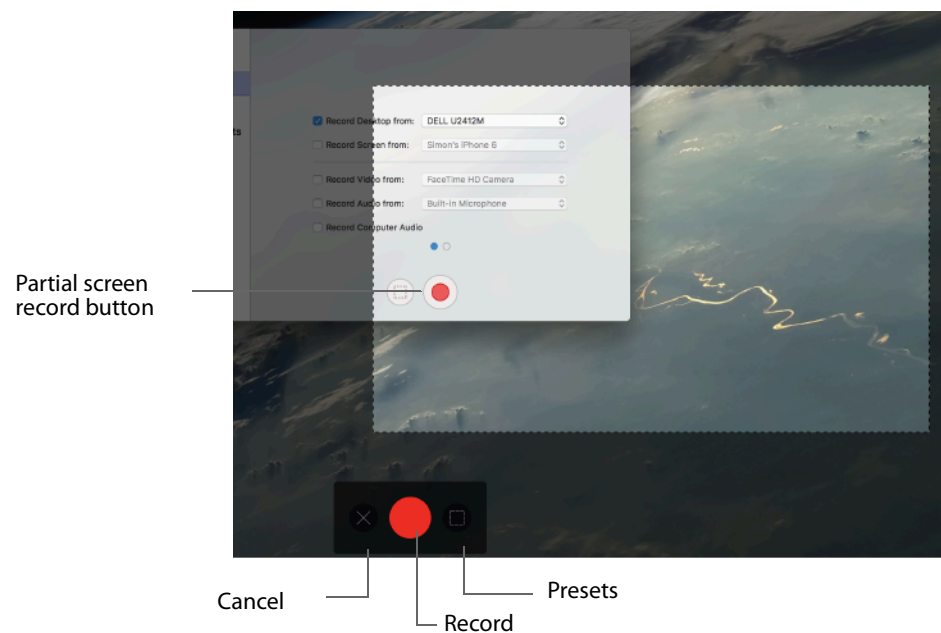 ts
Record Desktop from: DELL U2412M
Record Screen from: Simon's iPhone 6
Record Video from: FaceTime HD Camera
Record Audio from: Built-in Microphone
Record Computer Audio
Partial screen
record button
Cancel
Presets
Record